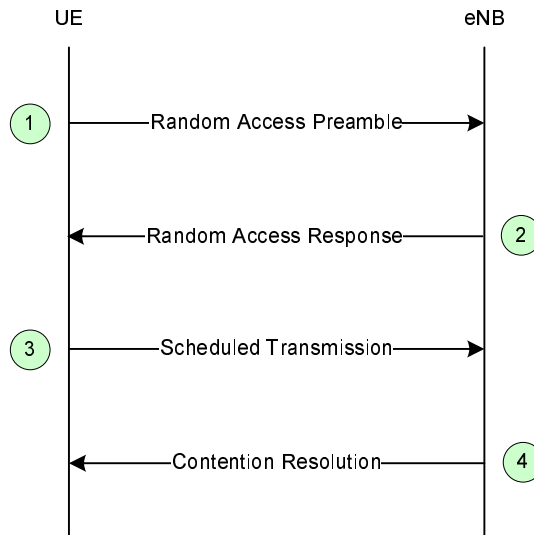 UE
eNB
1
Random Access Preamble
Random Access Response
2
3
Scheduled Transmission
Contention Resolution
4